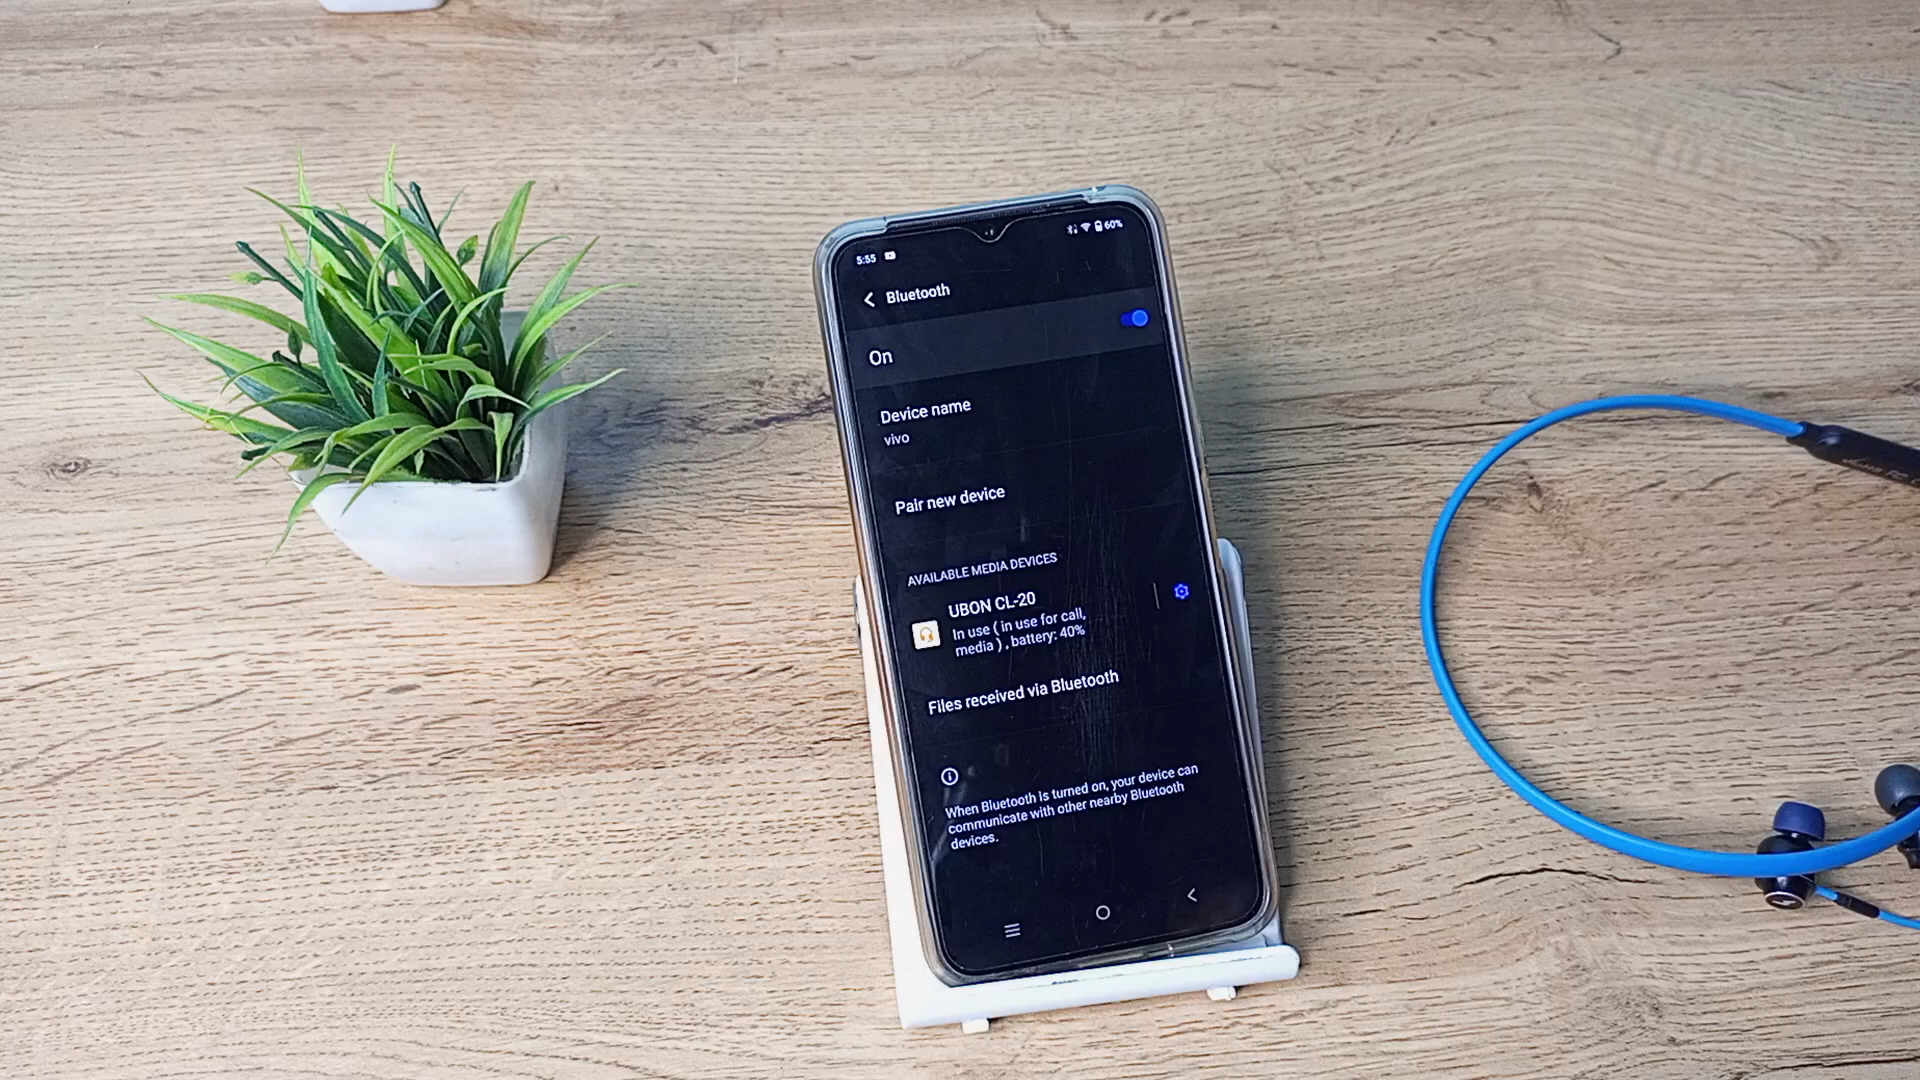 5:55
60%
Bluetooth
On
Device name
vivo
Pair new device
AVAILABLE MEDIA DEVICES
UBON CL-20
In use ( in use for call,
media ) , battery: 40%
Files received via Bluetooth
When Bluetooth is turned on, your device can
communicate with other nearby Bluetooth
devices.